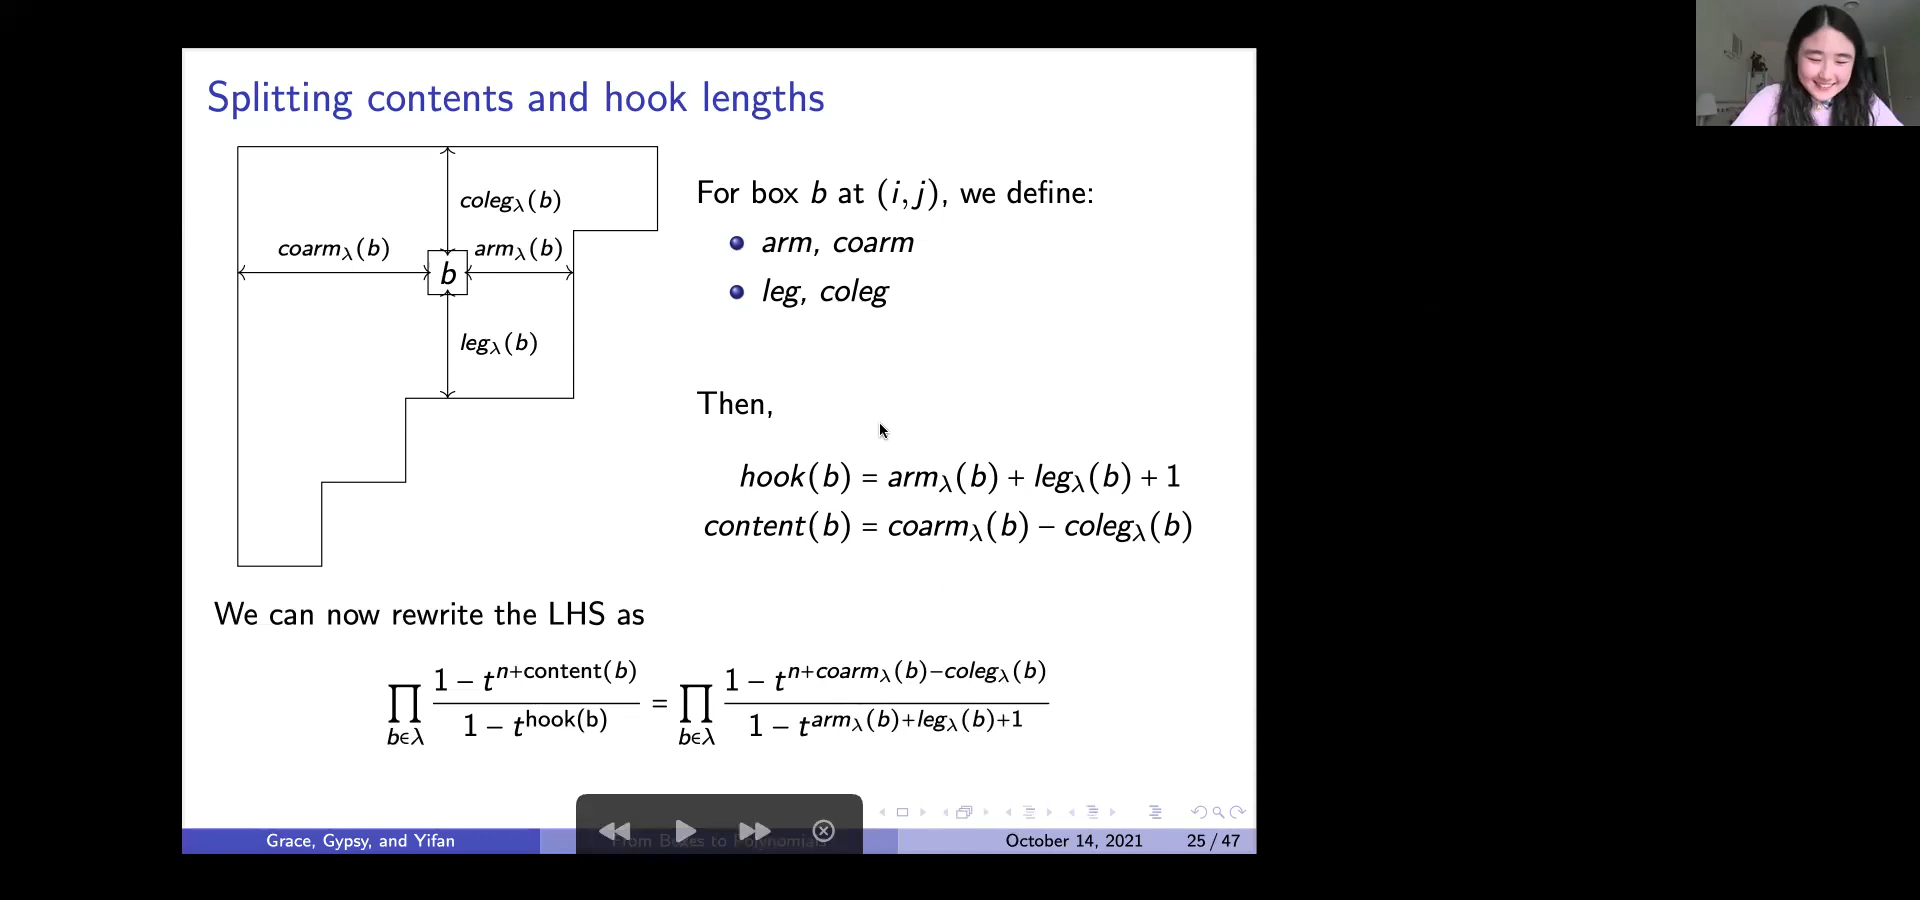 Splitting contents and hook lengths
coleg_λ(b)
coarm_λ(b)
arm_λ(b)
b
leg_λ(b)
For box b at (i, j), we define:
arm, coarm
leg, coleg
Then,
hook(b) = arm_λ(b) + leg_λ(b) + 1
content(b) = coarm_λ(b) − coleg_λ(b)
We can now rewrite the LHS as
∏_{b∈λ} (1 − t^{n+content(b)}) / (1 − t^{hook(b)}) = ∏_{b∈λ} (1 − t^{n+coarm_λ(b)−coleg_λ(b)}) / (1 − t^{arm_λ(b)+leg_λ(b)+1})
Grace, Gypsy, and Yifan
From Boxes to Polynomials
October 14, 2021
25 / 47